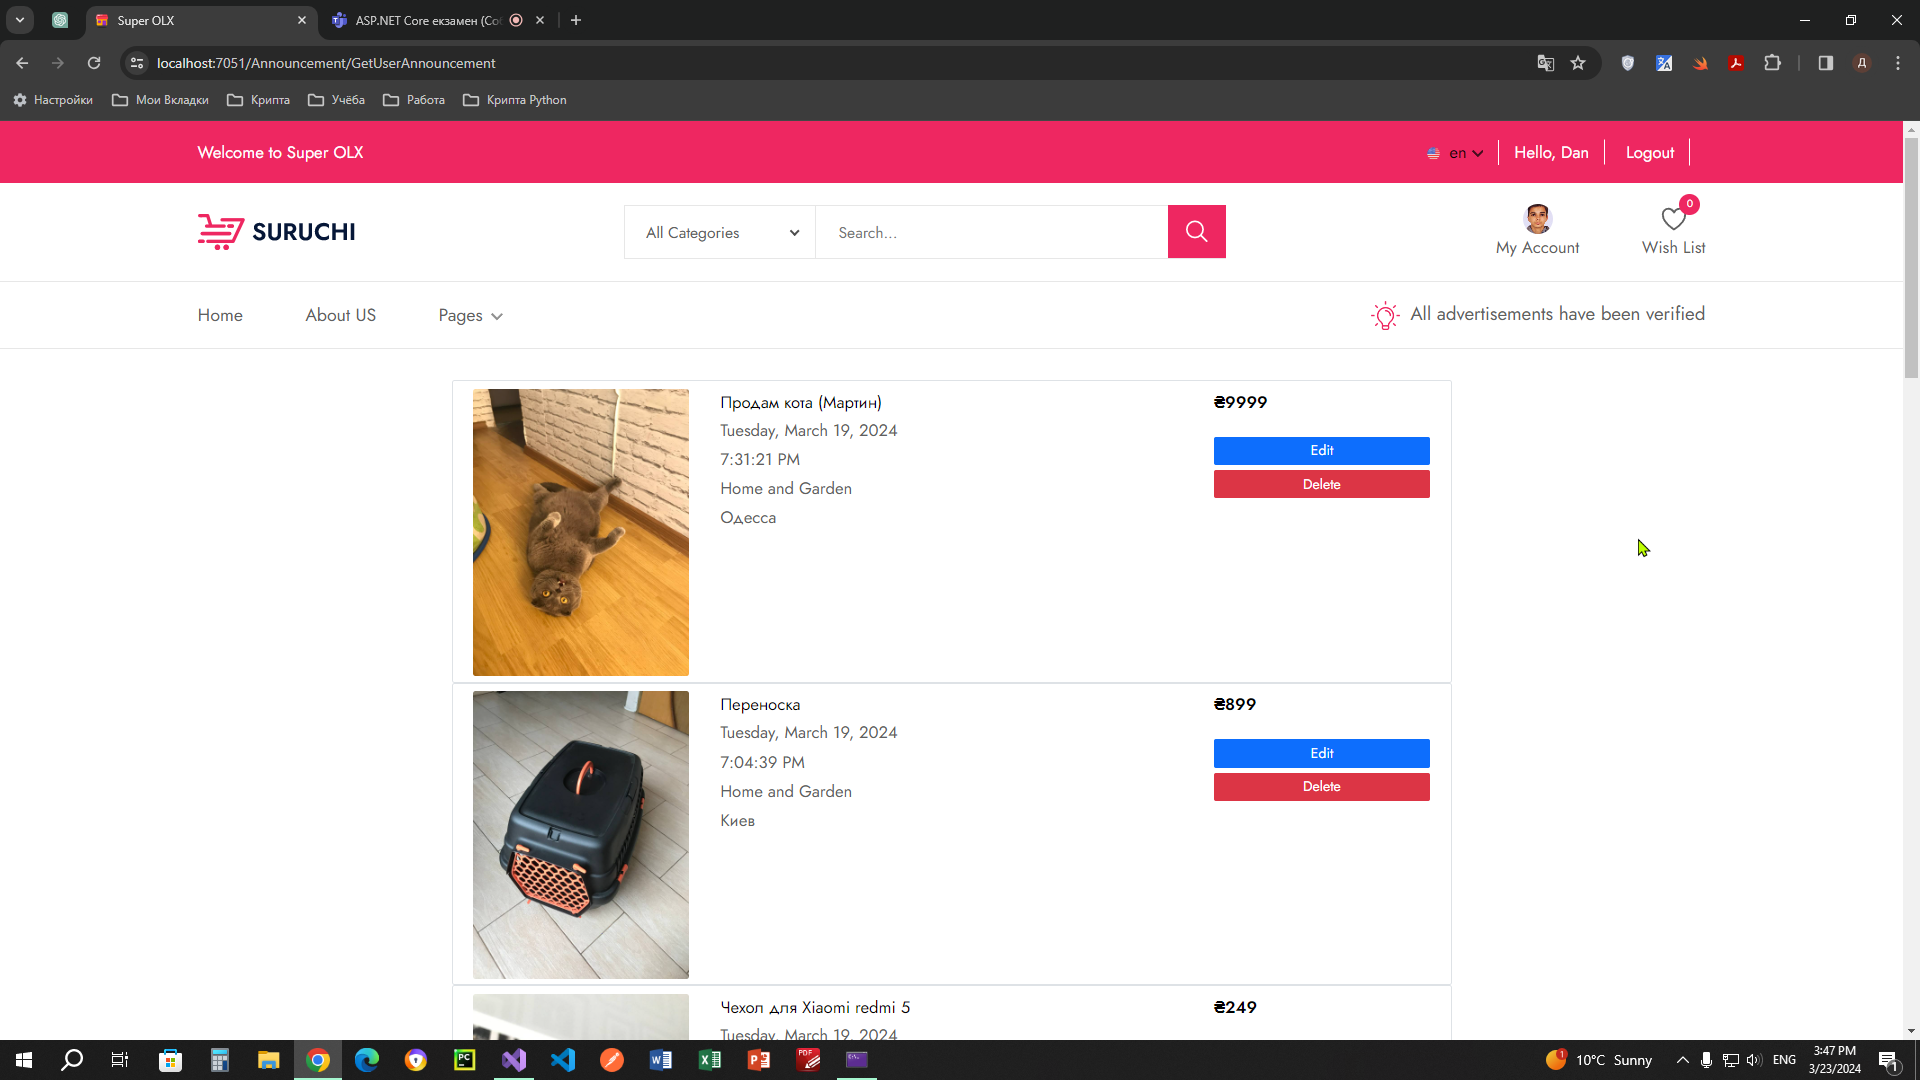 Super OLX
ASP.NET Core екзамен (Со
localhost:7051/Announcement/GetUserAnnouncement
Настройки
Мои Вкладки
Крипта
Учёба
Работа
Крипта Python
Welcome to Super OLX
en
Hello, Dan
Logout
SURUCHI
All Categories
Search...
My Account
0
Wish List
Home
About US
Pages
All advertisements have been verified
Продам кота (Мартин)
Tuesday, March 19, 2024
7:31:21 PM
Home and Garden
Одесса
₴9999
Edit
Delete
Переноска
Tuesday, March 19, 2024
7:04:39 PM
Home and Garden
Киев
₴899
Edit
Delete
Чехол для Xiaomi redmi 5
Tuesday, March 19, 2024
₴249
1
10°C Sunny
ENG
3:47 PM
3/23/2024
1